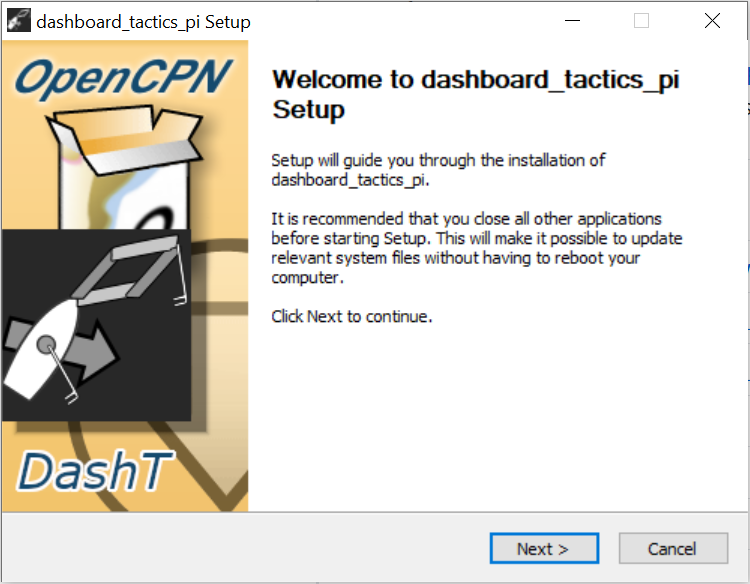 dashboard_tactics_pi Setup
OpenCPN
Welcome to dashboard_tactics_pi
Setup
Setup will guide you through the installation of
dashboard_tactics_pi.
It is recommended that you close all other applications
before starting Setup. This will make it possible to update
relevant system files without having to reboot your
computer.
Click Next to continue.
DashT
Next >
Cancel